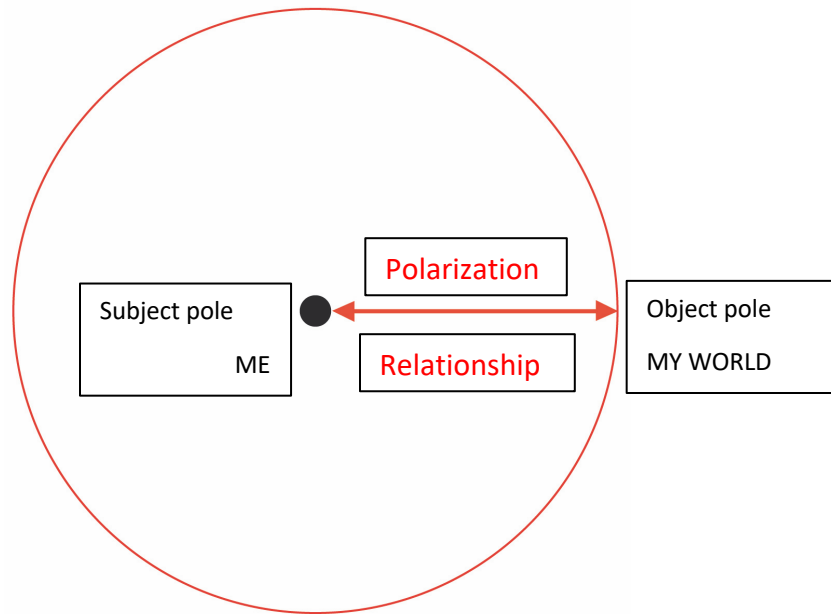 Polarization
Subject pole
ME
Relationship
Object pole
MY WORLD